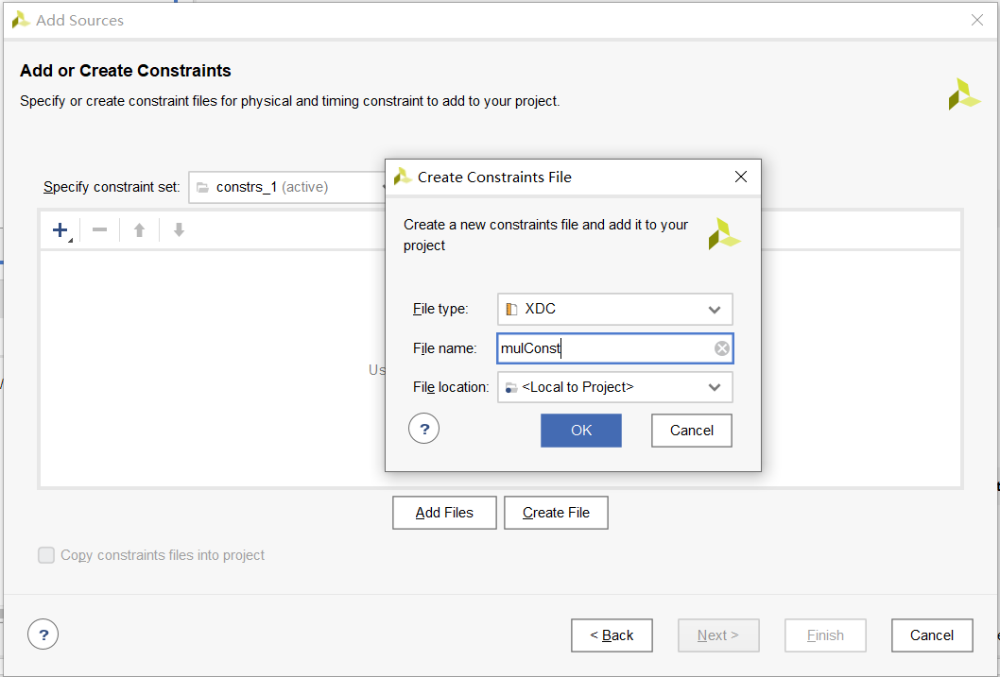 Add Sources
Add or Create Constraints
Specify or create constraint files for physical and timing constraint to add to your project.
Specify constraint set: constrs_1 (active)
Create Constraints File
Create a new constraints file and add it to your
project
File type: XDC
File name: mulConst
File location: <Local to Project>
? OK Cancel
Us
Add Files Create File
Copy constraints files into project
? < Back Next > Finish Cancel